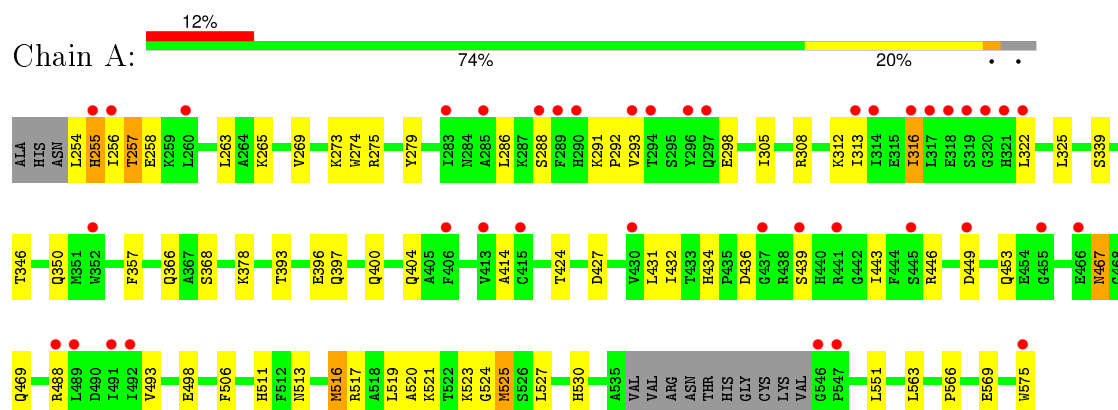 12%
Chain A:
74% 20% • •
ALA HIS ASN L254 H255 I256 T257 E258 K259 L260 L263 A264 K265 V269 K273 W274 R275 Y279 I283 N284 A285 L286 K287 S288 F289 H290 K291 P292 V293 T294 S295 Y296 Q297 E298 I305 R308 K312 I313 I314 E315 I316 L317 E318 S319 G320 H321 L322 L325 S339
T346 Q350 M351 W352 F357 Q366 A367 S368 K378 T393 E396 Q397 Q400 Q404 A405 F406 V413 A414 C415 T424 D427 V430 L431 I432 T433 H434 P435 D436 G437 R438 S439 H440 R441 G442 I443 F444 S445 R446 D449 Q453 E454 G455 E466 N467 G468
Q469 R488 L489 D490 I491 I492 V493 E498 F506 H511 F512 N513 M516 R517 A518 L519 A520 K521 T522 K523 G524 M525 S526 L527 H530 A535 VAL VAL ARG ASN THR HIS GLY CYS LYS VAL G546 P547 L551 L563 P566 E569 W575